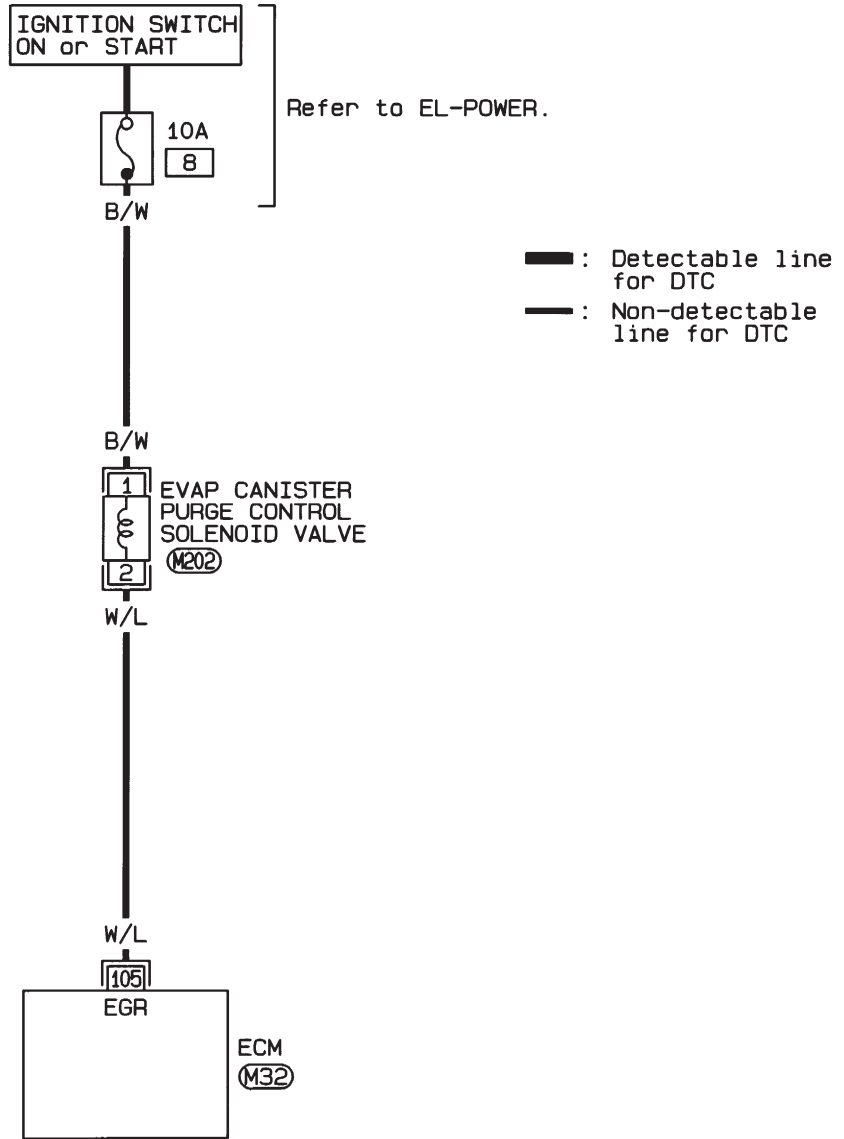 IGNITION SWITCH
ON or START
Refer to EL-POWER.
10A
8
B/W
: Detectable line
for DTC
: Non-detectable
line for DTC
B/W
1
EVAP CANISTER
PURGE CONTROL
SOLENOID VALVE
M202
2
W/L
W/L
105
EGR
ECM
M32